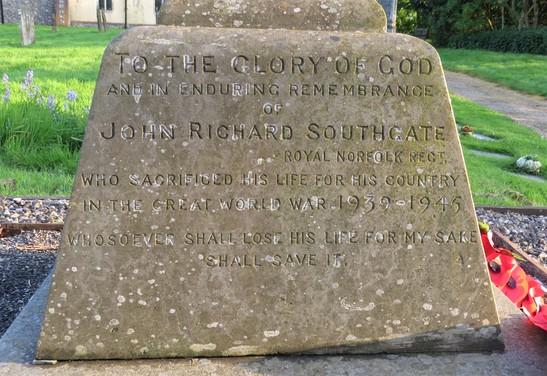 TO THE GLORY OF GOD
AND IN ENDURING REMEMBRANCE
OF
JOHN RICHARD SOUTHGATE
ROYAL NORFOLK REGT.
WHO SACRIFICED HIS LIFE FOR HIS COUNTRY
IN THE GREAT WORLD WAR 1939-1945
WHOSOEVER SHALL LOSE HIS LIFE FOR MY SAKE
SHALL SAVE IT.